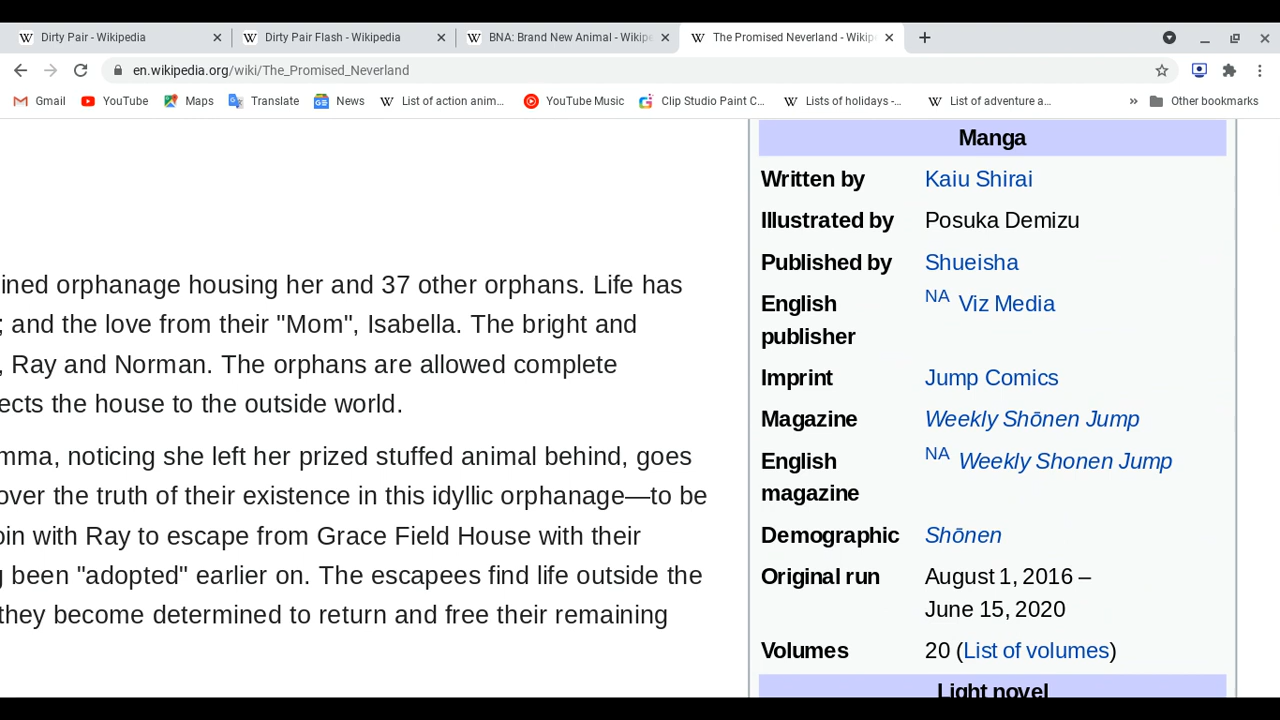 Dirty Pair - Wikipedia
Dirty Pair Flash - Wikipedia
BNA: Brand New Animal - Wikipe
The Promised Neverland - Wikip
en.wikipedia.org/wiki/The_Promised_Neverland
Gmail YouTube Maps Translate News List of action anim... YouTube Music Clip Studio Paint C... Lists of holidays -... List of adventure a... » Other bookmarks
ined orphanage housing her and 37 other orphans. Life has
; and the love from their "Mom", Isabella. The bright and
, Ray and Norman. The orphans are allowed complete
ects the house to the outside world.
mma, noticing she left her prized stuffed animal behind, goes
over the truth of their existence in this idyllic orphanage—to be
oin with Ray to escape from Grace Field House with their
g been "adopted" earlier on. The escapees find life outside the
they become determined to return and free their remaining
Manga
Written by Kaiu Shirai
Illustrated by Posuka Demizu
Published by Shueisha
English publisher NA Viz Media
Imprint Jump Comics
Magazine Weekly Shōnen Jump
English magazine NA Weekly Shonen Jump
Demographic Shōnen
Original run August 1, 2016 –
June 15, 2020
Volumes 20 (List of volumes)
Light novel